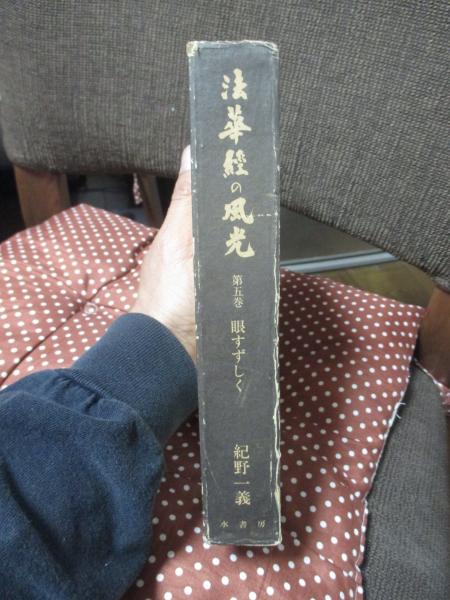 法華經の風光
第五巻
眼すずしく
紀野一義
水書房